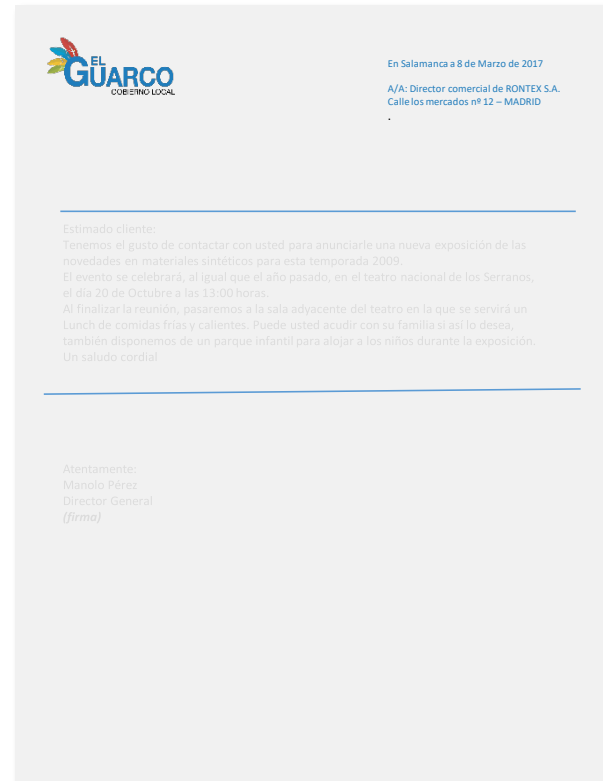 EL
GUARCO
GOBIERNO LOCAL
En Salamanca a 8 de Marzo de 2017
A/A: Director comercial de RONTEX S.A.
Calle los mercados nº 12 – MADRID
.
Estimado cliente:
Tenemos el gusto de contactar con usted para anunciarle una nueva exposición de las
novedades en materiales sintéticos para esta temporada 2009.
El evento se celebrará, al igual que el año pasado, en el teatro nacional de los Serranos,
el día 20 de Octubre a las 13:00 horas.
Al finalizar la reunión, pasaremos a la sala adyacente del teatro en la que se servirá un
Lunch de comidas frías y calientes. Puede usted acudir con su familia si así lo desea,
también disponemos de un parque infantil para alojar a los niños durante la exposición.
Un saludo cordial
Atentamente:
Manolo Pérez
Director General
(firma)